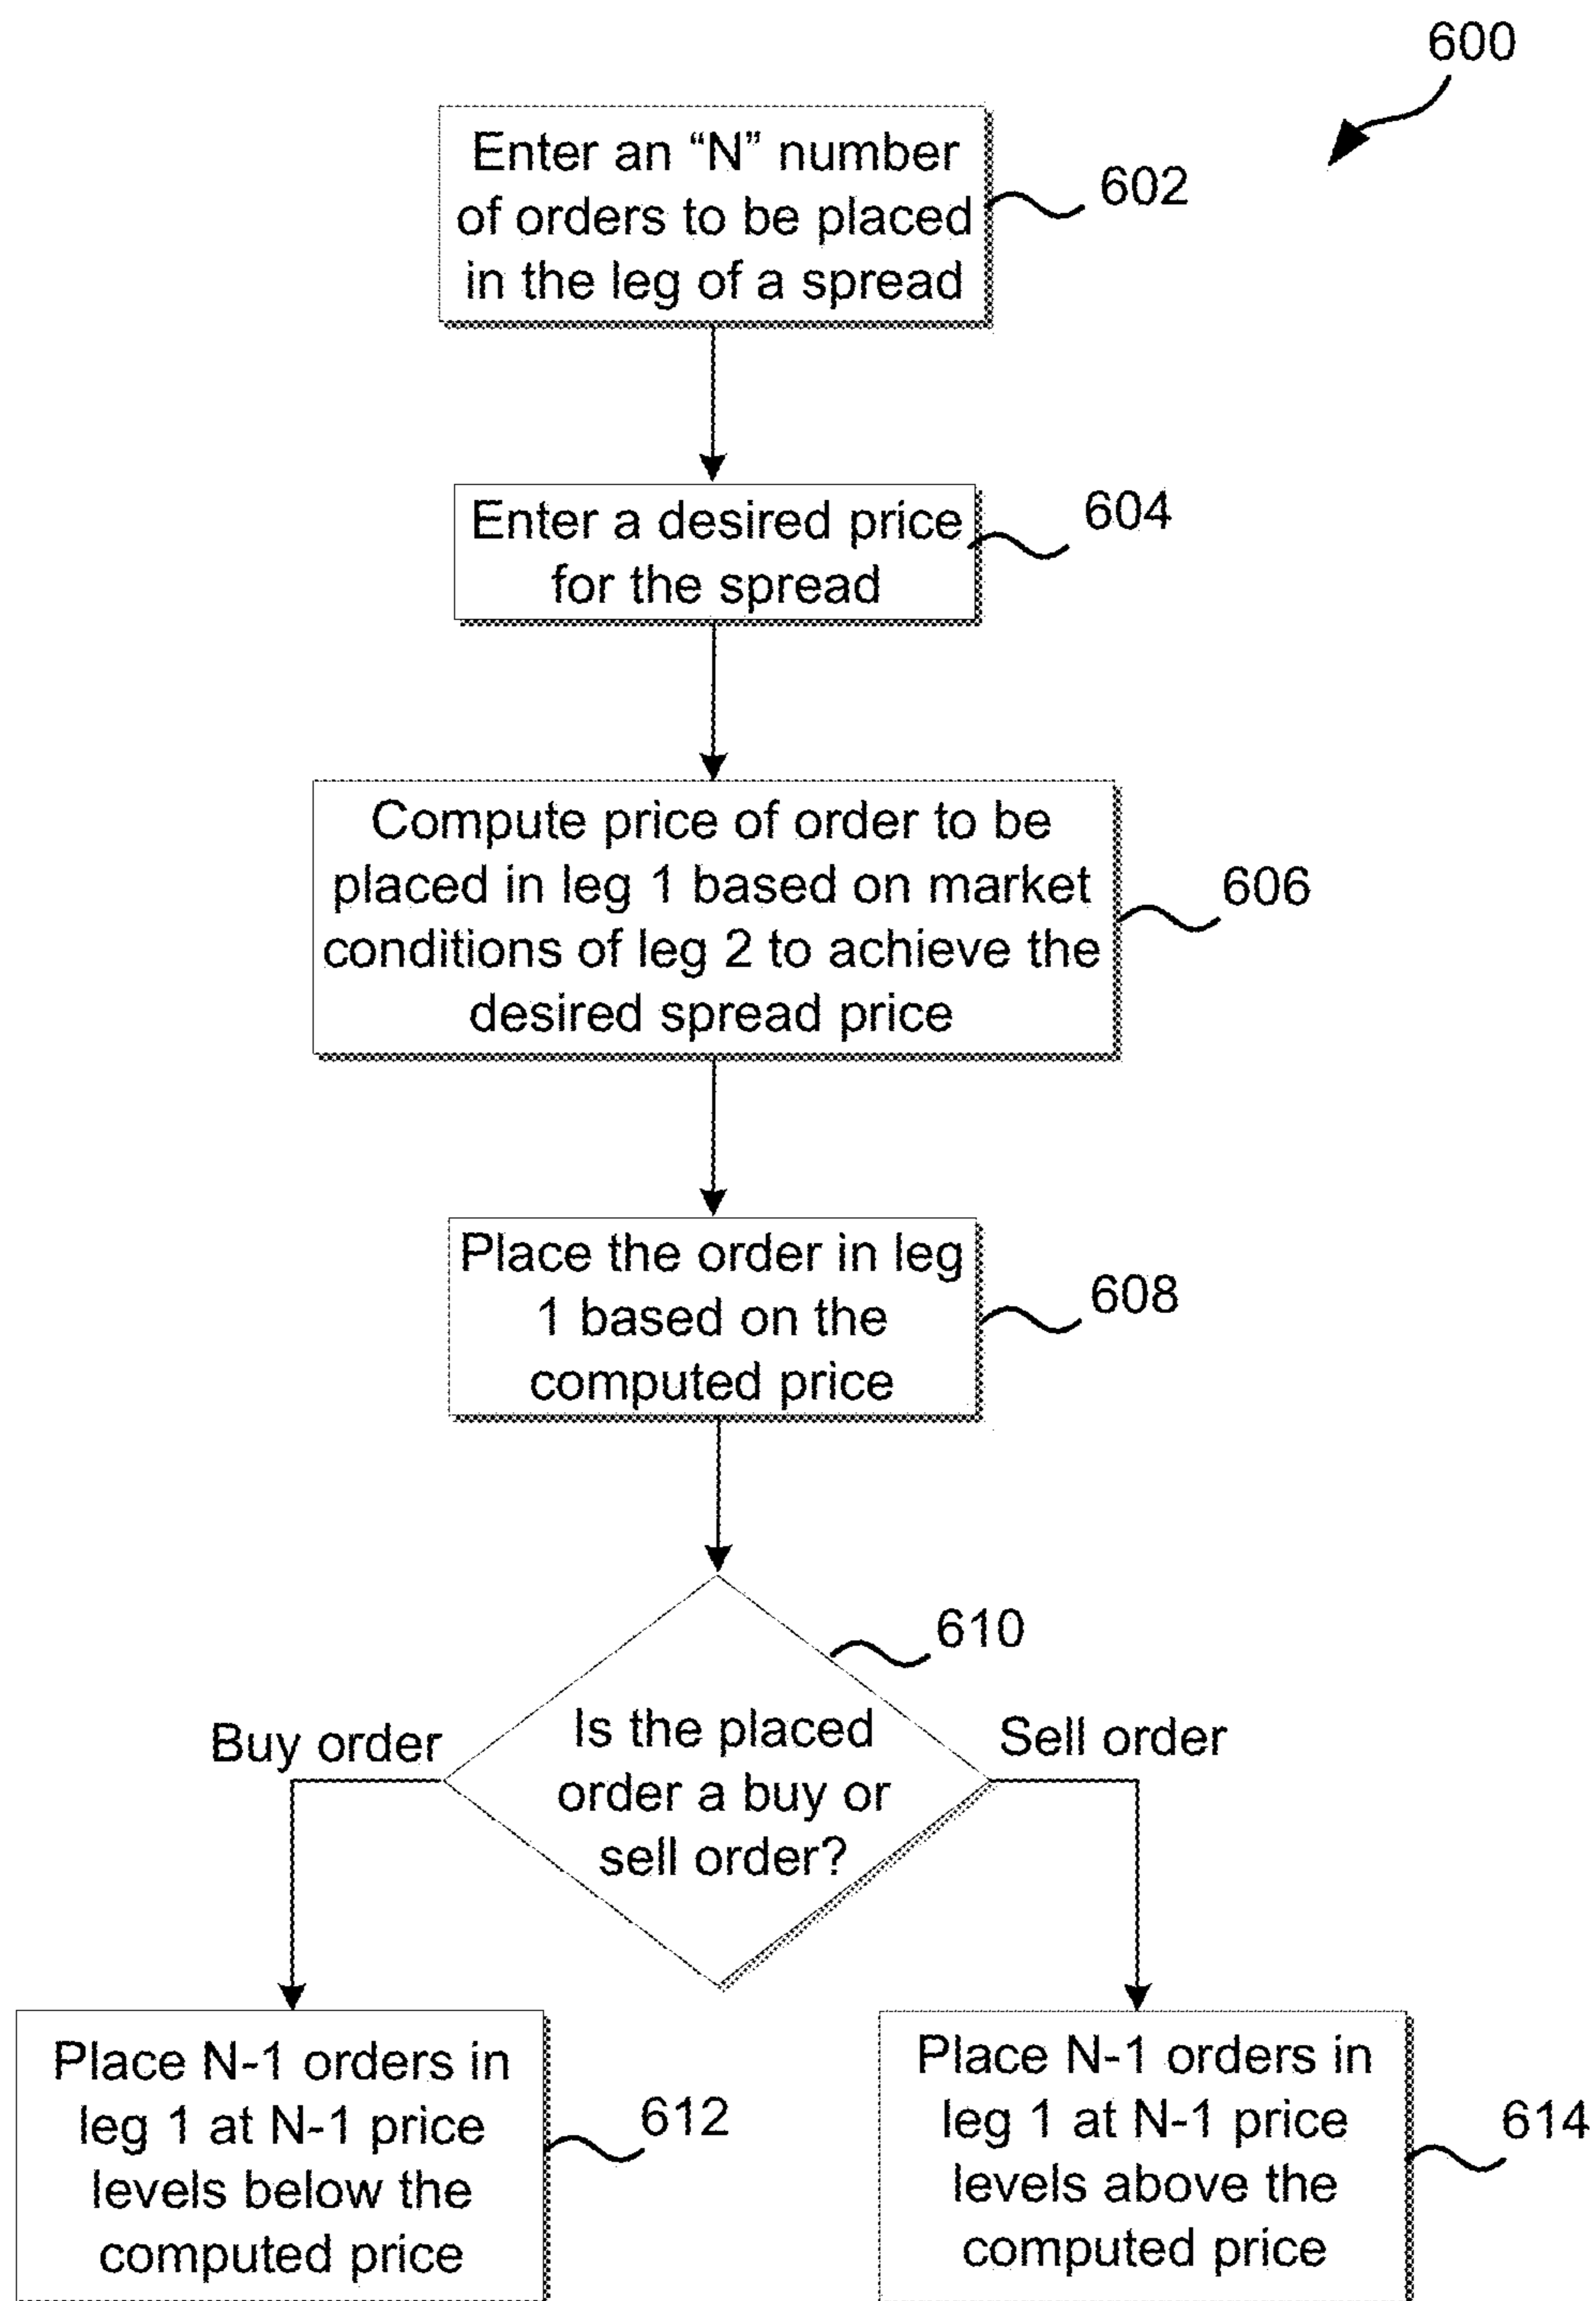 600
Enter an “N” number
of orders to be placed
in the leg of a spread
602
Enter a desired price
for the spread
604
Compute price of order to be
placed in leg 1 based on market
conditions of leg 2 to achieve the
desired spread price
606
Place the order in leg
1 based on the
computed price
608
610
Is the placed
order a buy or
sell order?
Buy order
Sell order
Place N-1 orders in
leg 1 at N-1 price
levels below the
computed price
612
Place N-1 orders in
leg 1 at N-1 price
levels above the
computed price
614